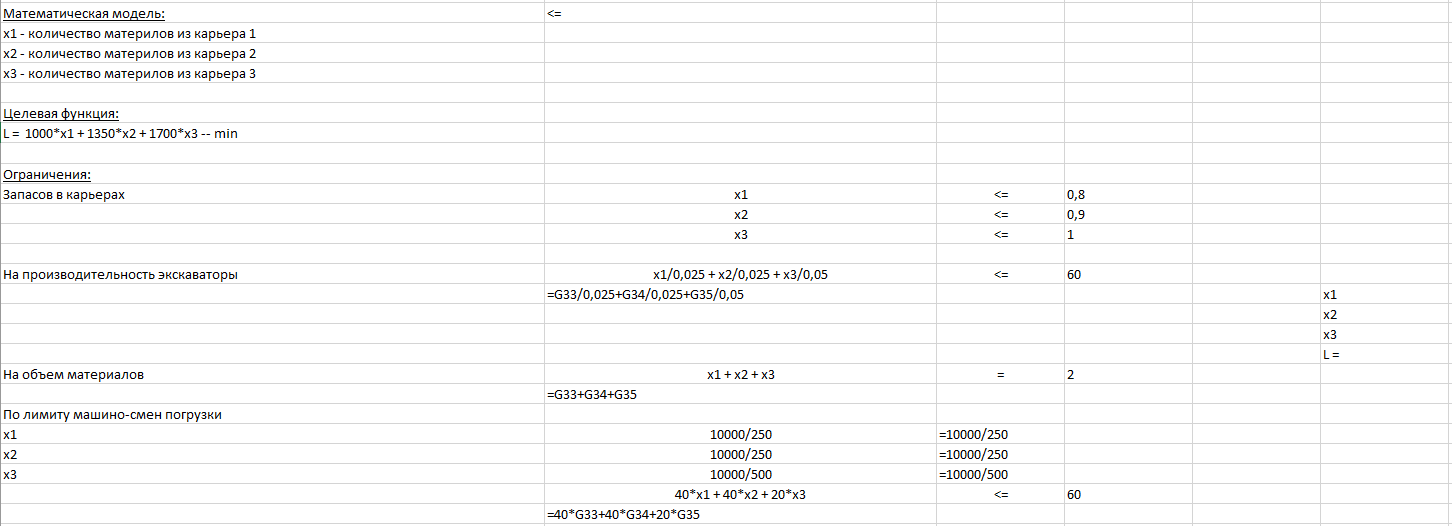 Математическая модель: <=
x1 - количество материлов из карьера 1
x2 - количество материлов из карьера 2
x3 - количество материлов из карьера 3
Целевая функция:
L = 1000*x1 + 1350*x2 + 1700*x3 -- min
Ограничения:
Запасов в карьерах x1 <= 0,8
x2 <= 0,9
x3 <= 1
На производительность экскаваторы x1/0,025 + x2/0,025 + x3/0,05 <= 60
=G33/0,025+G34/0,025+G35/0,05 x1
x2
x3
L =
На объем материалов x1 + x2 + x3 = 2
=G33+G34+G35
По лимиту машино-смен погрузки
x1 10000/250 =10000/250
x2 10000/250 =10000/250
x3 10000/500 =10000/500
40*x1 + 40*x2 + 20*x3 <= 60
=40*G33+40*G34+20*G35